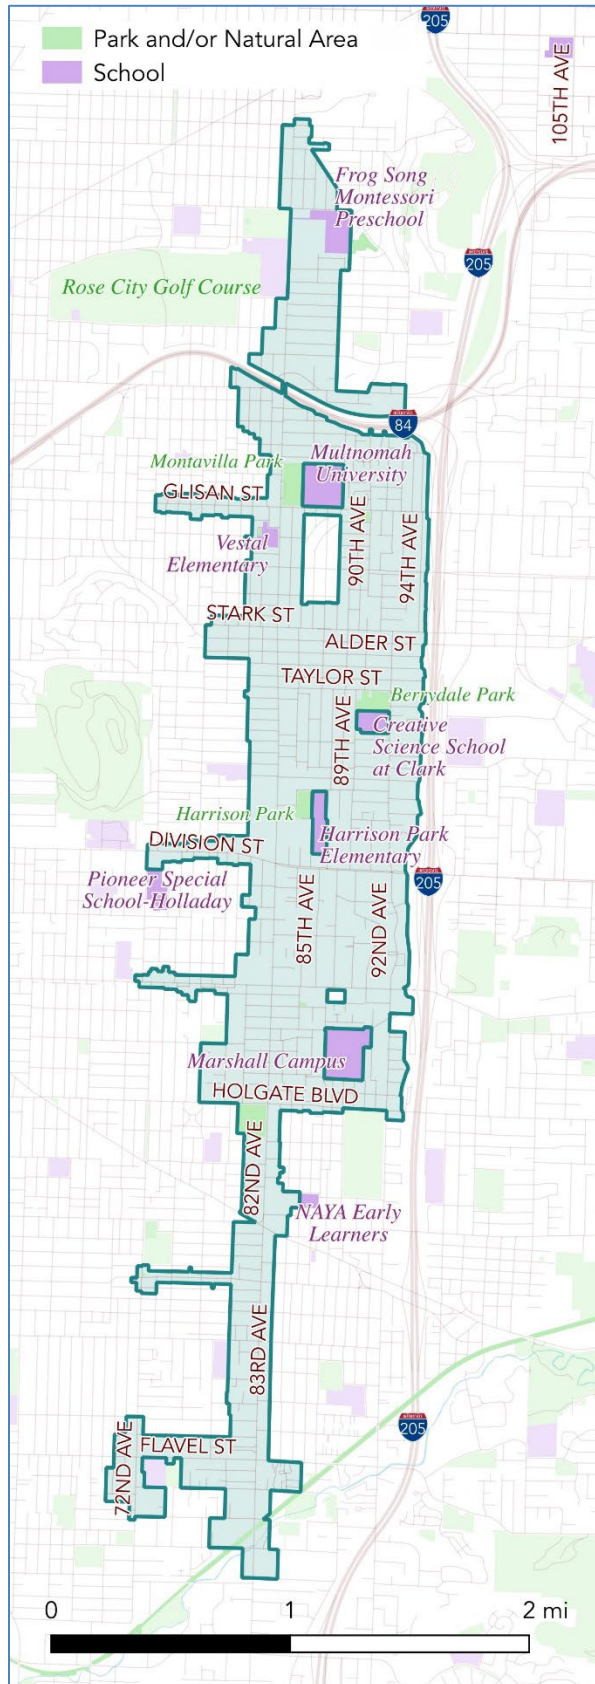 205
Park and/or Natural Area
School
105TH AVE
Frog Song
Montessori
Preschool
205
Rose City Golf Course
84
Montavilla Park
Multnomah
University
GLISAN ST
90TH AVE
94TH AVE
Vestal
Elementary
STARK ST
ALDER ST
TAYLOR ST
Berrydale Park
89TH AVE
Creative
Science School
at Clark
Harrison Park
DIVISION ST
Harrison Park
Elementary
Pioneer Special
School-Holladay
205
85TH AVE
92ND AVE
Marshall Campus
HOLGATE BLVD
82ND AVE
NAYA Early
Learners
83RD AVE
205
72ND AVE
FLAVEL ST
0 1 2 mi